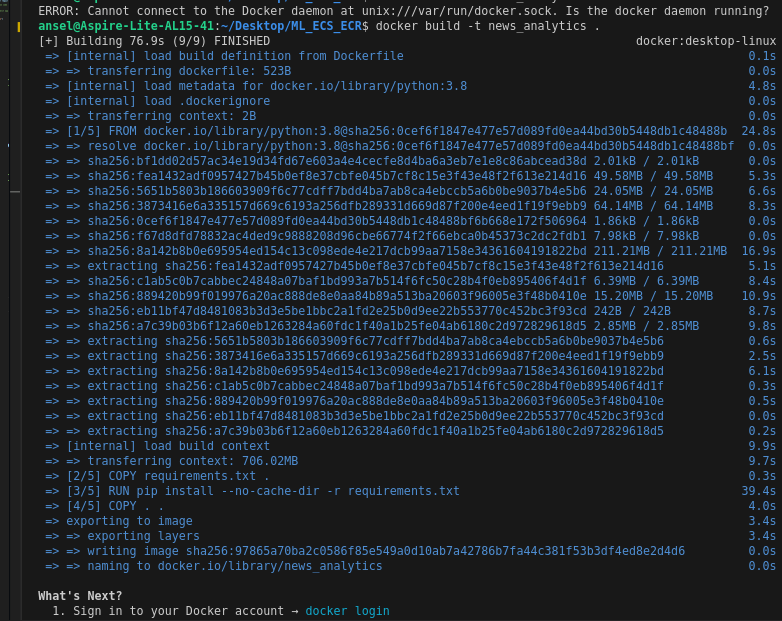 ERROR: Cannot connect to the Docker daemon at unix:///var/run/docker.sock. Is the docker daemon running?
ansel@Aspire-Lite-AL15-41:~/Desktop/ML_ECS_ECR$ docker build -t news_analytics .
[+] Building 76.9s (9/9) FINISHED docker:desktop-linux
=> [internal] load build definition from Dockerfile 0.1s
=> => transferring dockerfile: 523B 0.0s
=> [internal] load metadata for docker.io/library/python:3.8 4.8s
=> [internal] load .dockerignore 0.0s
=> => transferring context: 2B 0.0s
=> [1/5] FROM docker.io/library/python:3.8@sha256:0cef6f1847e477e57d089fd0ea44bd30b5448db1c48488b 24.8s
=> => resolve docker.io/library/python:3.8@sha256:0cef6f1847e477e57d089fd0ea44bd30b5448db1c48488bf 0.0s
=> => sha256:bf1dd02d57ac34e19d34fd67e603a4e4cecfe8d4ba6a3eb7e1e8c86abcead38d 2.01kB / 2.01kB 0.0s
=> => sha256:fea1432adf0957427b45b0ef8e37cbfe045b7cf8c15e3f43e48f2f613e214d16 49.58MB / 49.58MB 5.3s
=> => sha256:5651b5803b186603909f6c77cdff7bdd4ba7ab8ca4ebccb5a6b0be9037b4e5b6 24.05MB / 24.05MB 6.6s
=> => sha256:3873416e6a335157d669c6193a256dfb289331d669d87f200e4eed1f19f9ebb9 64.14MB / 64.14MB 8.3s
=> => sha256:0cef6f1847e477e57d089fd0ea44bd30b5448db1c48488bf6b668e172f506964 1.86kB / 1.86kB 0.0s
=> => sha256:f67d8dfd78832ac4ded9c9888208d96cbe66774f2f66ebca0b45373c2dc2fdb1 7.98kB / 7.98kB 0.0s
=> => sha256:8a142b8b0e695954ed154c13c098ede4e217dcb99aa7158e34361604191822bd 211.21MB / 211.21MB 16.9s
=> => extracting sha256:fea1432adf0957427b45b0ef8e37cbfe045b7cf8c15e3f43e48f2f613e214d16 5.1s
=> => sha256:c1ab5c0b7cabbec24848a07baf1bd993a7b514f6fc50c28b4f0eb895406f4d1f 6.39MB / 6.39MB 8.4s
=> => sha256:889420b99f019976a20ac888de8e0aa84b89a513ba20603f96005e3f48b0410e 15.20MB / 15.20MB 10.9s
=> => sha256:eb11bf47d8481083b3d3e5be1bbc2a1fd2e25b0d9ee22b553770c452bc3f93cd 242B / 242B 8.7s
=> => sha256:a7c39b03b6f12a60eb1263284a60fdc1f40a1b25fe04ab6180c2d972829618d5 2.85MB / 2.85MB 9.8s
=> => extracting sha256:5651b5803b186603909f6c77cdff7bdd4ba7ab8ca4ebccb5a6b0be9037b4e5b6 0.6s
=> => extracting sha256:3873416e6a335157d669c6193a256dfb289331d669d87f200e4eed1f19f9ebb9 2.5s
=> => extracting sha256:8a142b8b0e695954ed154c13c098ede4e217dcb99aa7158e34361604191822bd 6.1s
=> => extracting sha256:c1ab5c0b7cabbec24848a07baf1bd993a7b514f6fc50c28b4f0eb895406f4d1f 0.3s
=> => extracting sha256:889420b99f019976a20ac888de8e0aa84b89a513ba20603f96005e3f48b0410e 0.5s
=> => extracting sha256:eb11bf47d8481083b3d3e5be1bbc2a1fd2e25b0d9ee22b553770c452bc3f93cd 0.0s
=> => extracting sha256:a7c39b03b6f12a60eb1263284a60fdc1f40a1b25fe04ab6180c2d972829618d5 0.2s
=> [internal] load build context 9.9s
=> => transferring context: 706.02MB 9.7s
=> [2/5] COPY requirements.txt . 0.3s
=> [3/5] RUN pip install --no-cache-dir -r requirements.txt 39.4s
=> [4/5] COPY . . 4.0s
=> exporting to image 3.4s
=> => exporting layers 3.4s
=> => writing image sha256:97865a70ba2c0586f85e549a0d10ab7a42786b7fa44c381f53b3df4ed8e2d4d6 0.0s
=> => naming to docker.io/library/news_analytics 0.0s
What's Next?
1. Sign in to your Docker account → docker login